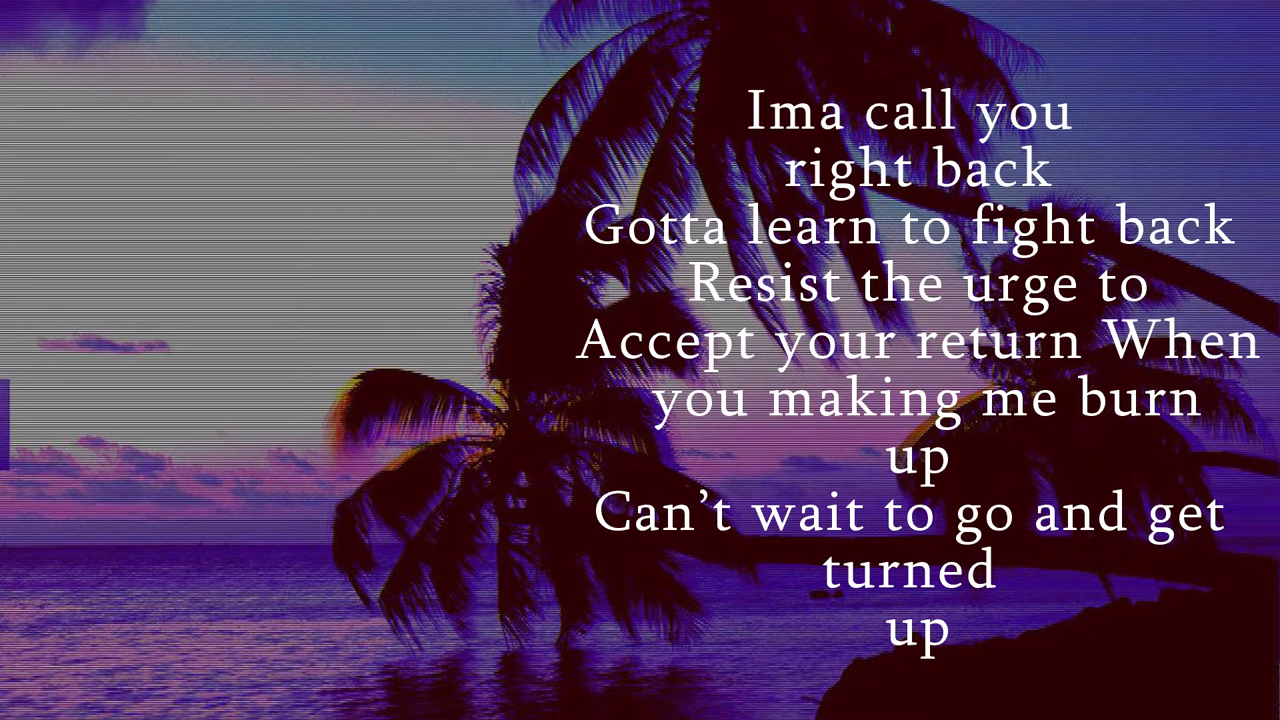 Ima call you
right back
Gotta learn to fight back
Resist the urge to
Accept your return When
you making me burn
up
Can’t wait to go and get
turned
up